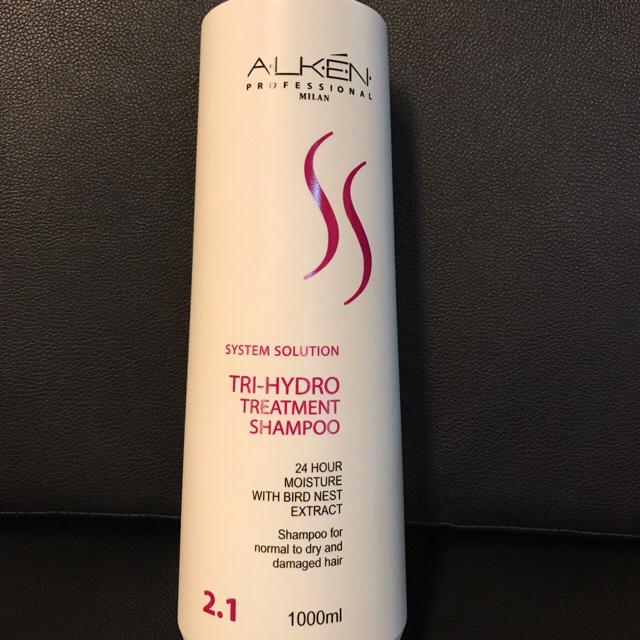 ALKÉN
PROFESSIONAL
MILAN
SYSTEM SOLUTION
TRI-HYDRO
TREATMENT
SHAMPOO
24 HOUR
MOISTURE
WITH BIRD NEST
EXTRACT
Shampoo for
normal to dry and
damaged hair
2.1 1000ml